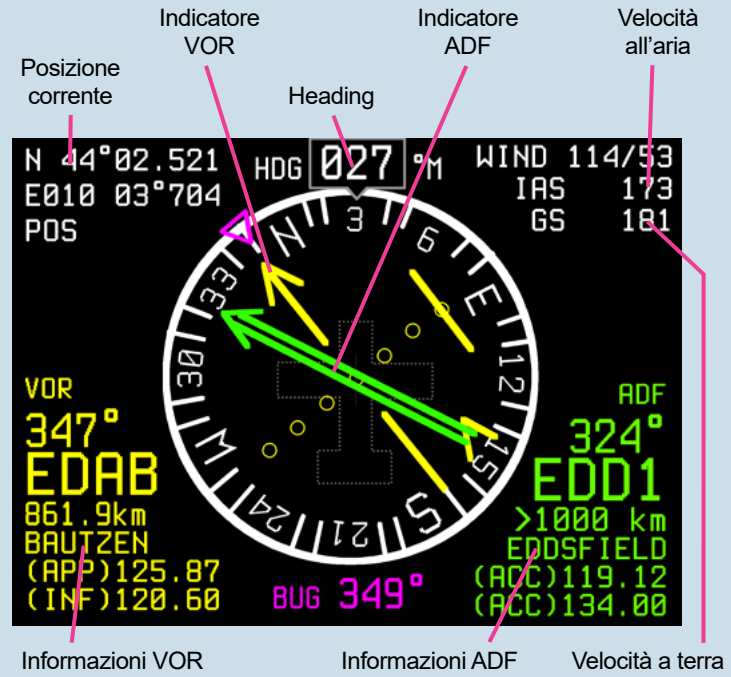 Indicatore
VOR
Indicatore
ADF
Velocità
all'aria
Posizione
corrente
Heading
N 44°02.521
E010 03°704
POS
HDG 027 °M
WIND 114/53
IAS 173
GS 181
N
3
6
E
12
15
S
21
24
W
30
33
VOR
347°
EDAB
861.9km
BAUTZEN
(APP)125.87
(INF)120.60
BUG 349°
ADF
324°
EDD1
>1000 km
EDDSFIELD
(ACC)119.12
(ACC)134.00
Informazioni VOR
Informazioni ADF
Velocità a terra